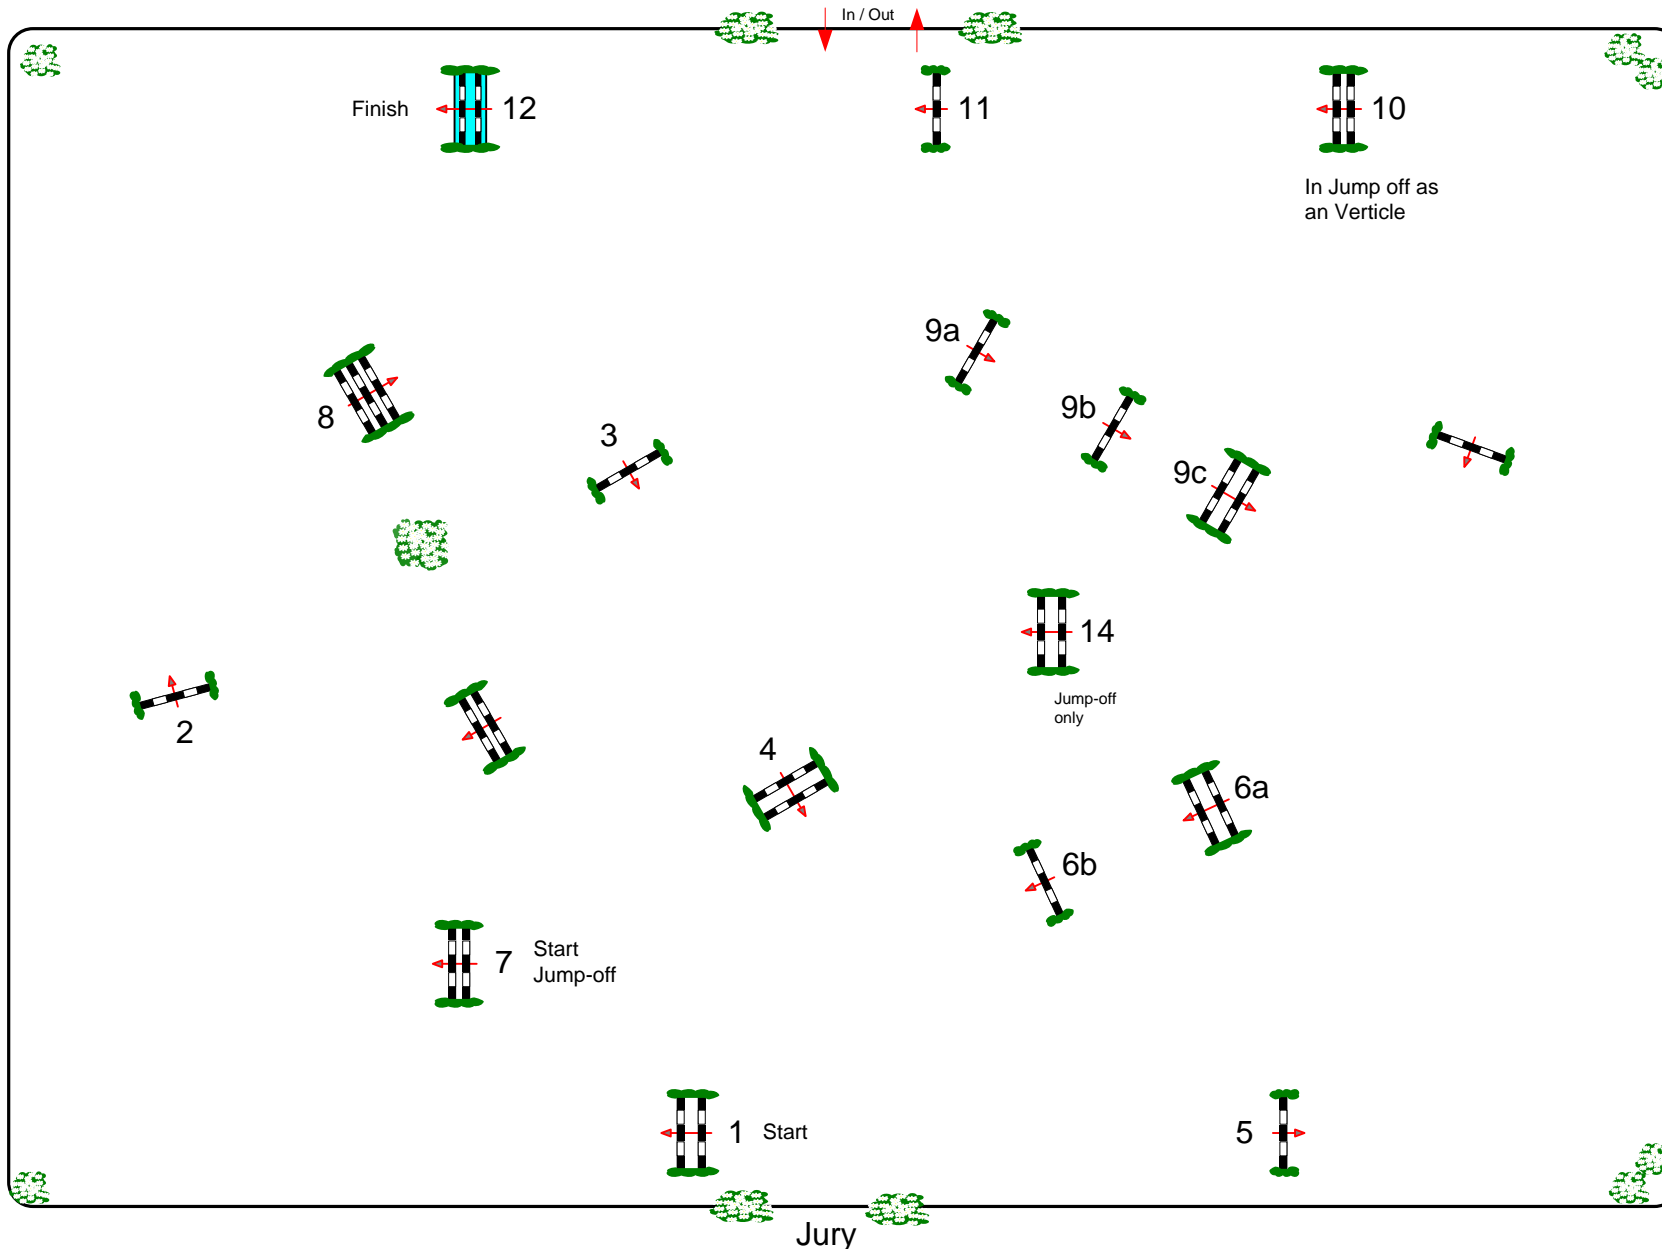 In / Out
Finish
12
11
10
In Jump off as
an Verticle
9a
8
3
9b
9c
14
Jump-off
only
2
4
6a
6b
7
Start
Jump-off
1
Start
5
Jury